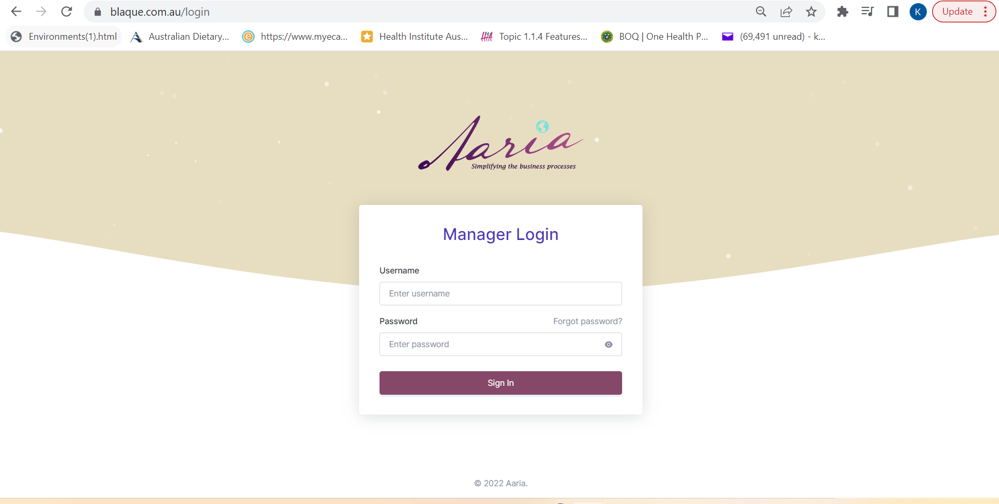 blaque.com.au/login
K
Update
Environments(1).html
Australian Dietary...
https://www.myeca...
Health Institute Aus...
Topic 1.1.4 Features...
BOQ | One Health P...
(69,491 unread) - k...
Aaria
Simplifying the business processes
Manager Login
Username
Enter username
Password Forgot password?
Enter password
Sign In
© 2022 Aaria.